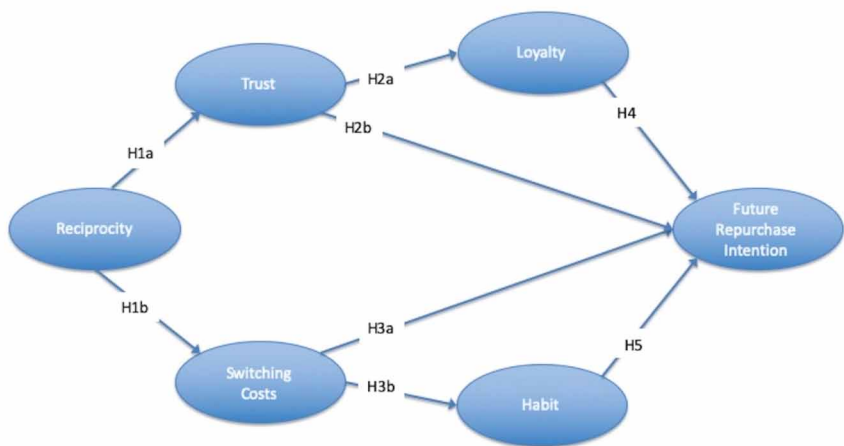 Loyalty
Trust
H2a
H4
H2b
H1a
Reciprocity
Future
Repurchase
Intention
H1b
H3a
H5
Switching
Costs
H3b
Habit